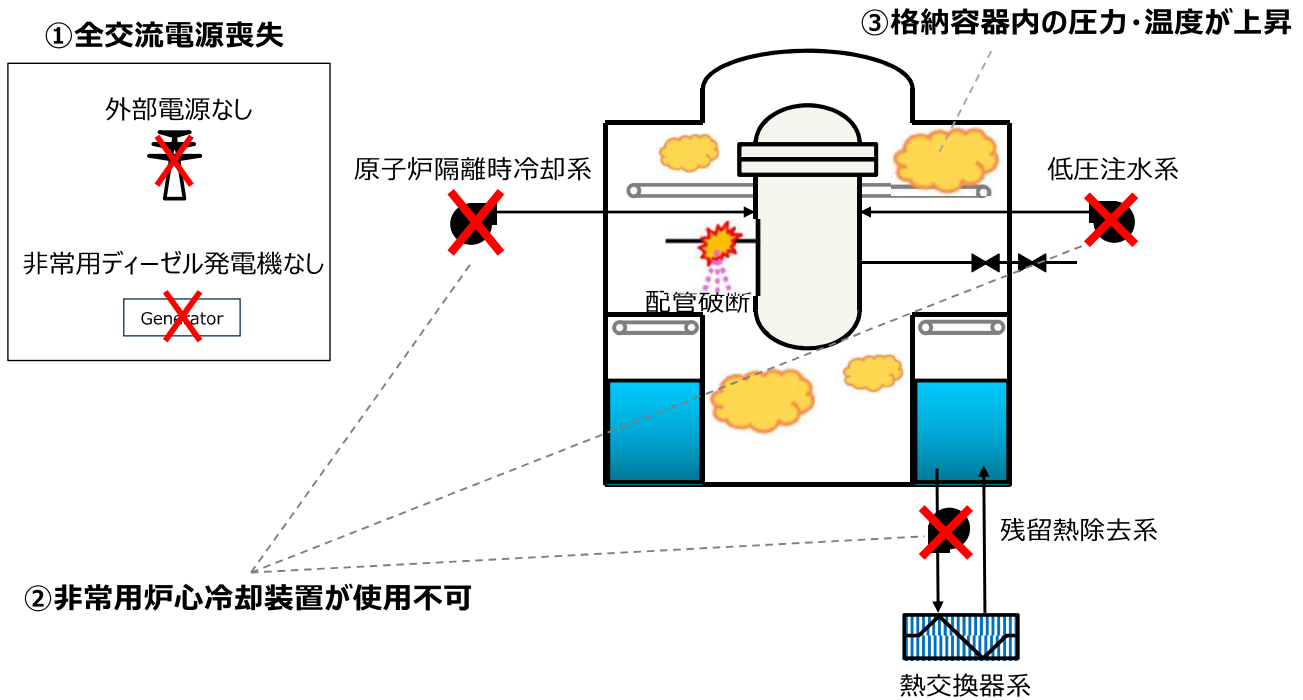 ①全交流電源喪失
外部電源なし
非常用ディーゼル発電機なし
Generator
③格納容器内の圧力・温度が上昇
原子炉隔離時冷却系
低圧注水系
配管破断
②非常用炉心冷却装置が使用不可
残留熱除去系
熱交換器系